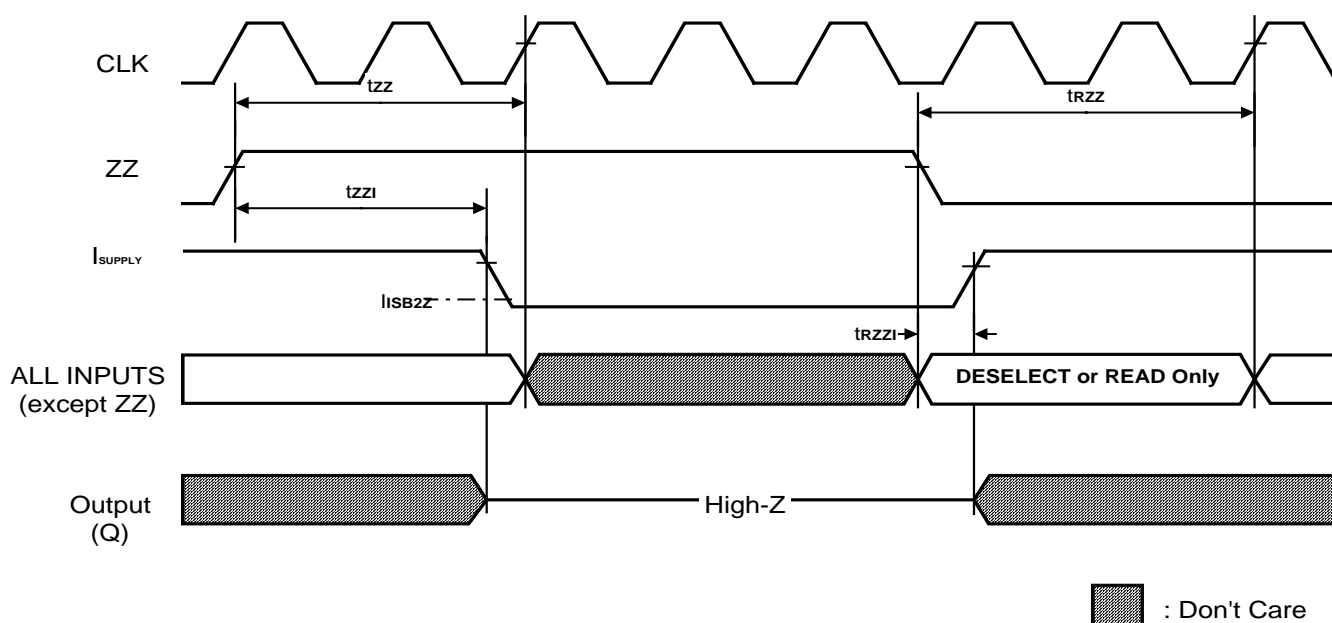 CLK
tZZ
tRZZ
ZZ
tZZI
ISUPPLY
IISB2Z
tRZZI
ALL INPUTS
(except ZZ)
DESELECT or READ Only
Output
(Q)
High-Z
: Don't Care